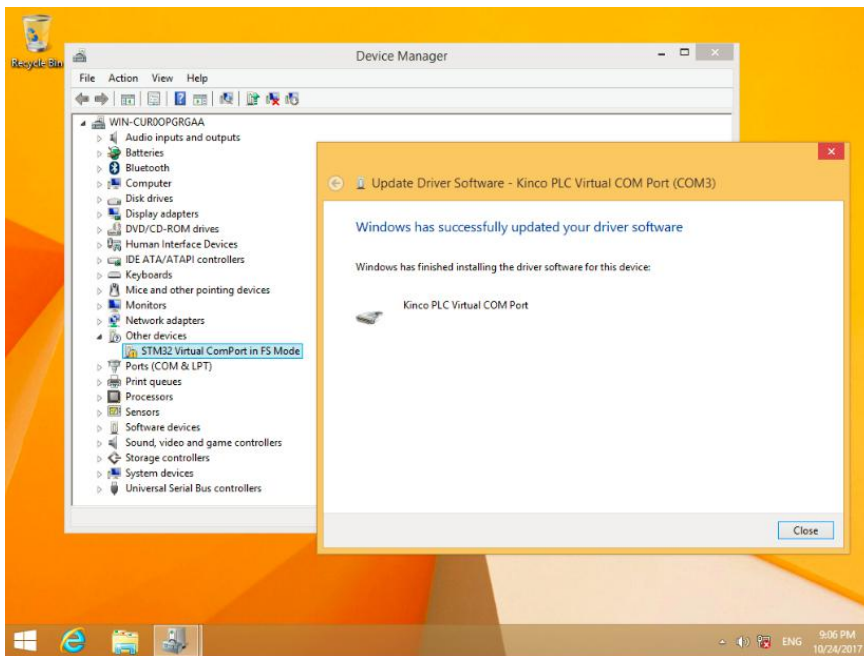 Recycle Bin
Device Manager
File Action View Help
WIN-CUR0OPGRGAA
Audio inputs and outputs
Batteries
Bluetooth
Computer
Disk drives
Display adapters
DVD/CD-ROM drives
Human Interface Devices
IDE ATA/ATAPI controllers
Keyboards
Mice and other pointing devices
Monitors
Network adapters
Other devices
STM32 Virtual ComPort in FS Mode
Ports (COM & LPT)
Print queues
Processors
Sensors
Software devices
Sound, video and game controllers
Storage controllers
System devices
Universal Serial Bus controllers
Update Driver Software - Kinco PLC Virtual COM Port (COM3)
Windows has successfully updated your driver software
Windows has finished installing the driver software for this device:
Kinco PLC Virtual COM Port
Close
ENG
9:06 PM
10/24/2017